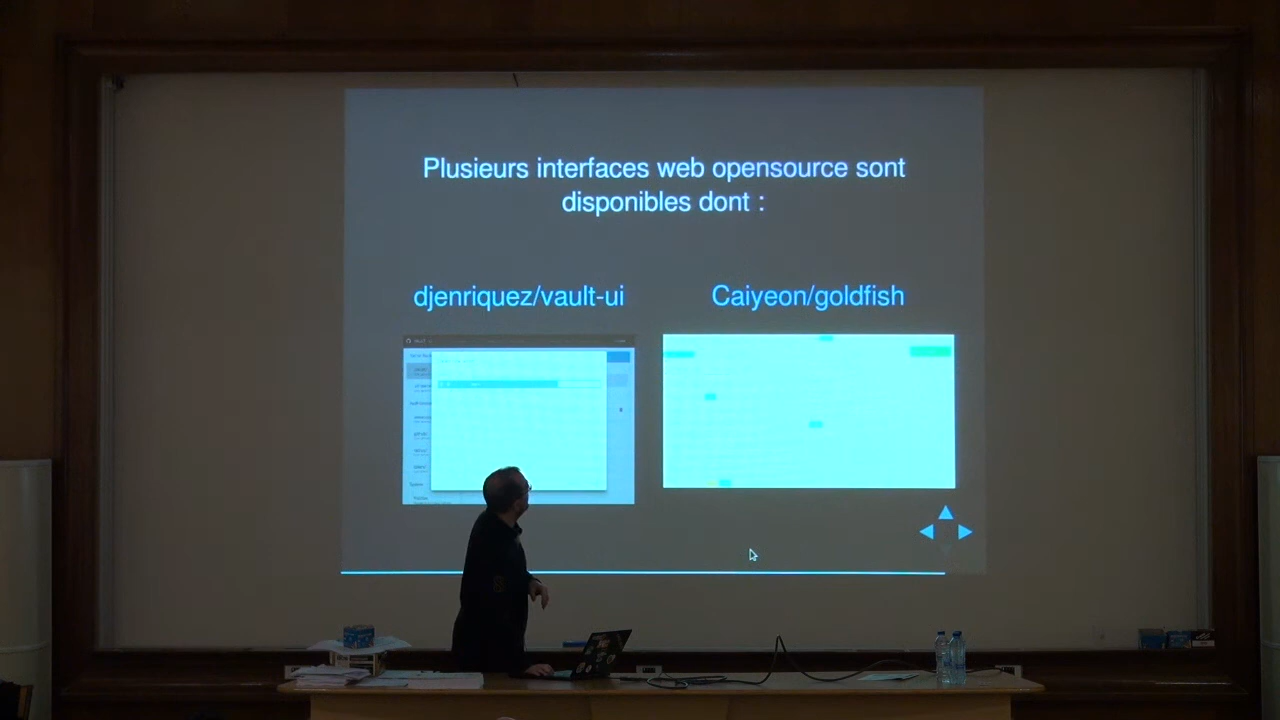 Plusieurs interfaces web opensource sont
disponibles dont :
djenriquez/vault-ui
Caiyeon/goldfish